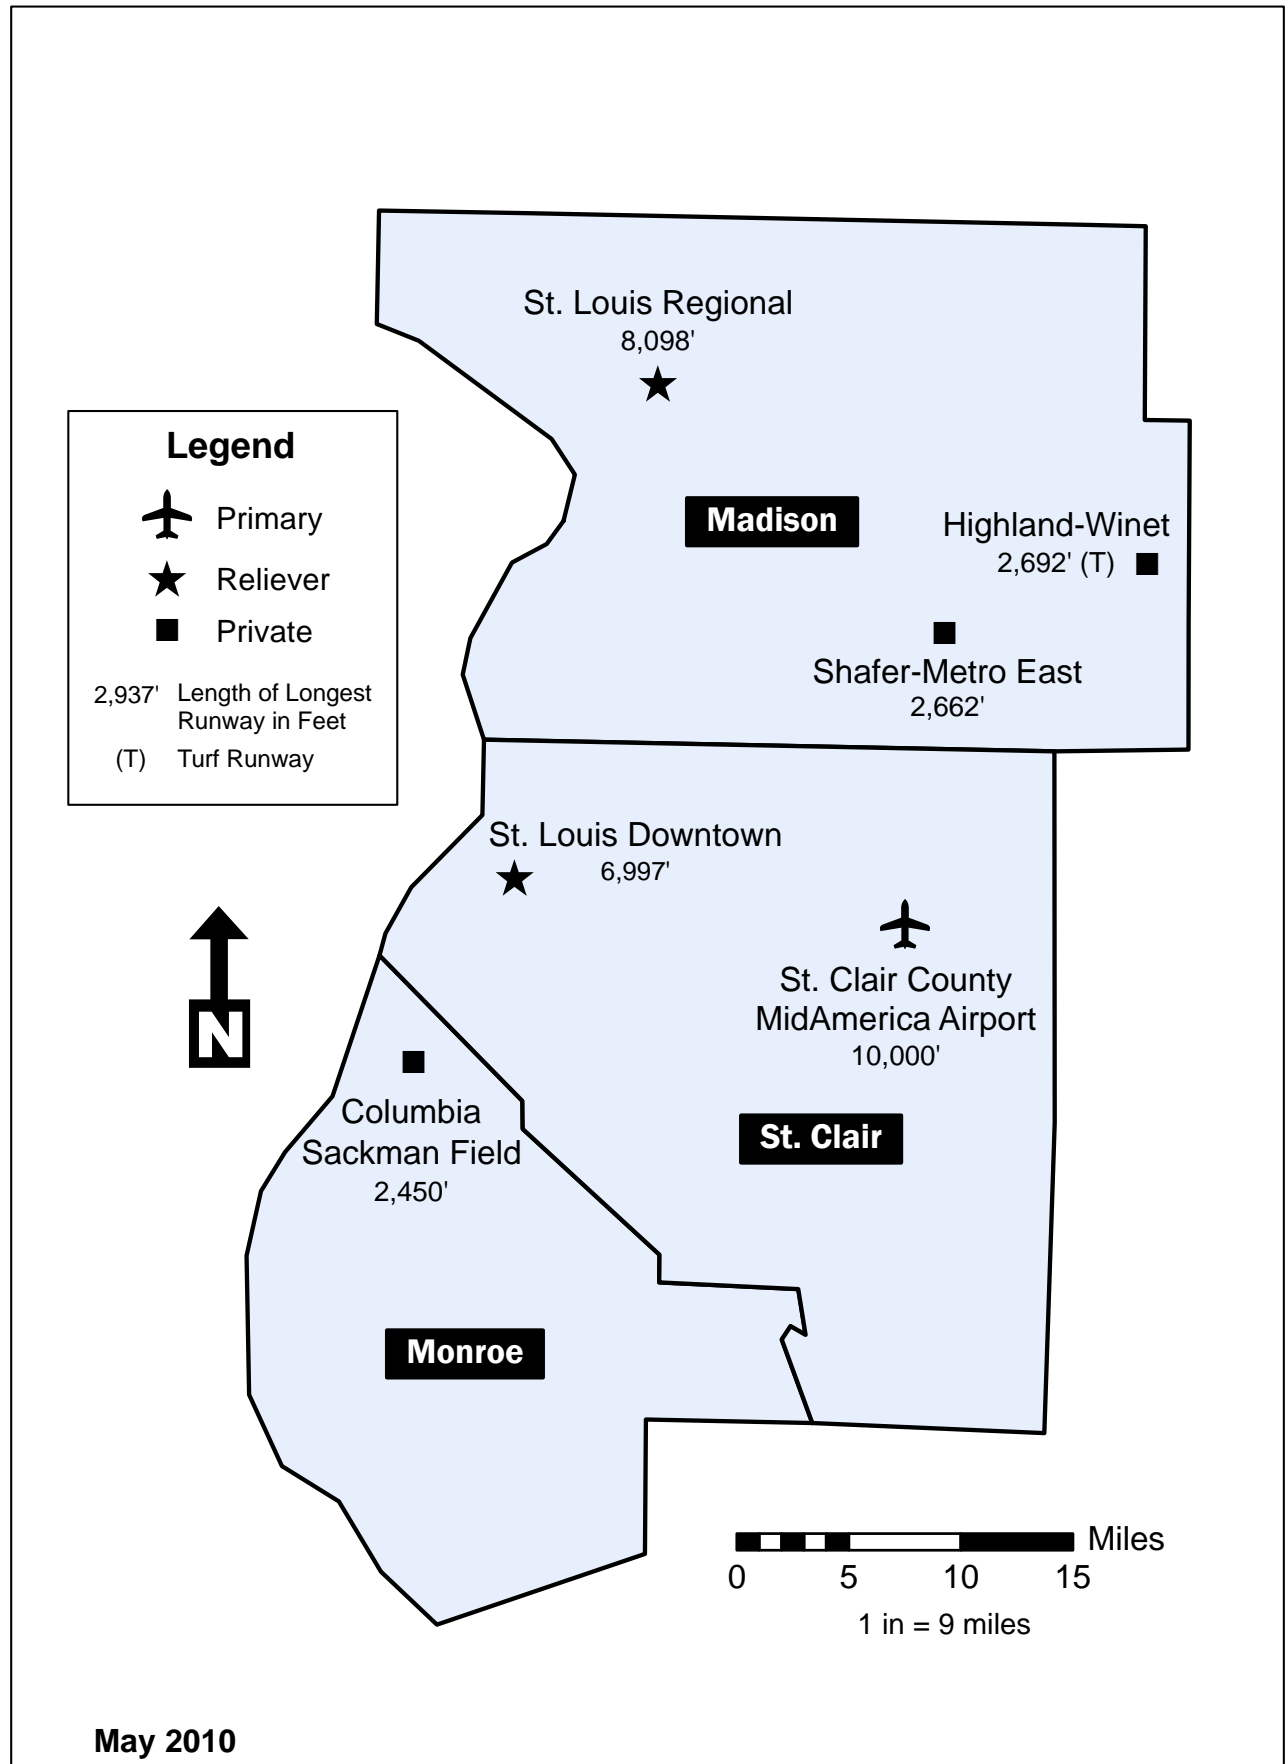 St. Louis Regional
8,098'
Legend
Primary
Reliever
Private
2,937' Length of Longest
Runway in Feet
(T) Turf Runway
Madison
Highland-Winet
2,692' (T)
Shafer-Metro East
2,662'
St. Louis Downtown
6,997'
N
St. Clair County
MidAmerica Airport
10,000'
Columbia
Sackman Field
2,450'
St. Clair
Monroe
Miles
0 5 10 15
1 in = 9 miles
May 2010